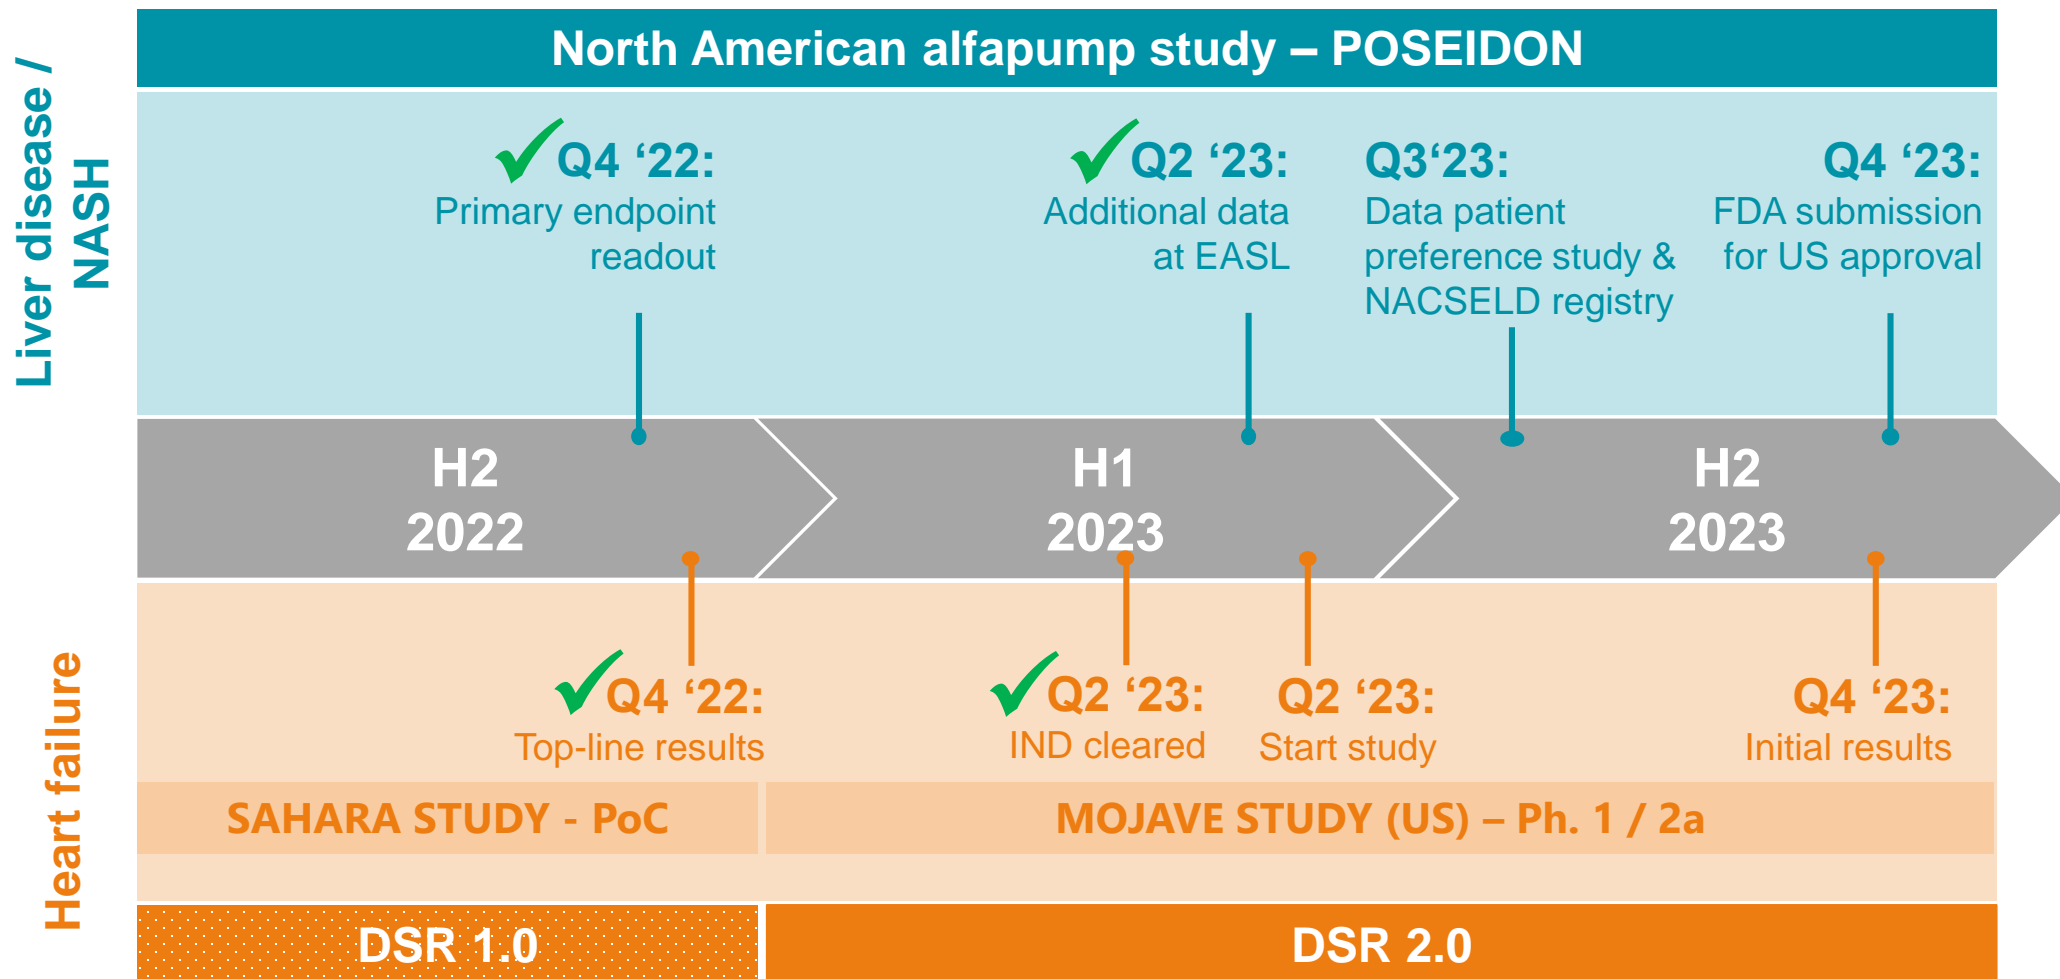 North American alfapump study – POSEIDON
Liver disease /
NASH
Q4 ‘22:
Primary endpoint
readout
Q2 ‘23:
Additional data
at EASL
Q3‘23:
Data patient
preference study &
NACSELD registry
Q4 ‘23:
FDA submission
for US approval
H2
2022
H1
2023
H2
2023
Heart failure
Q4 ‘22:
Top-line results
Q2 ‘23:
IND cleared
Q2 ‘23:
Start study
Q4 ‘23:
Initial results
SAHARA STUDY - PoC
MOJAVE STUDY (US) – Ph. 1 / 2a
DSR 1.0
DSR 2.0